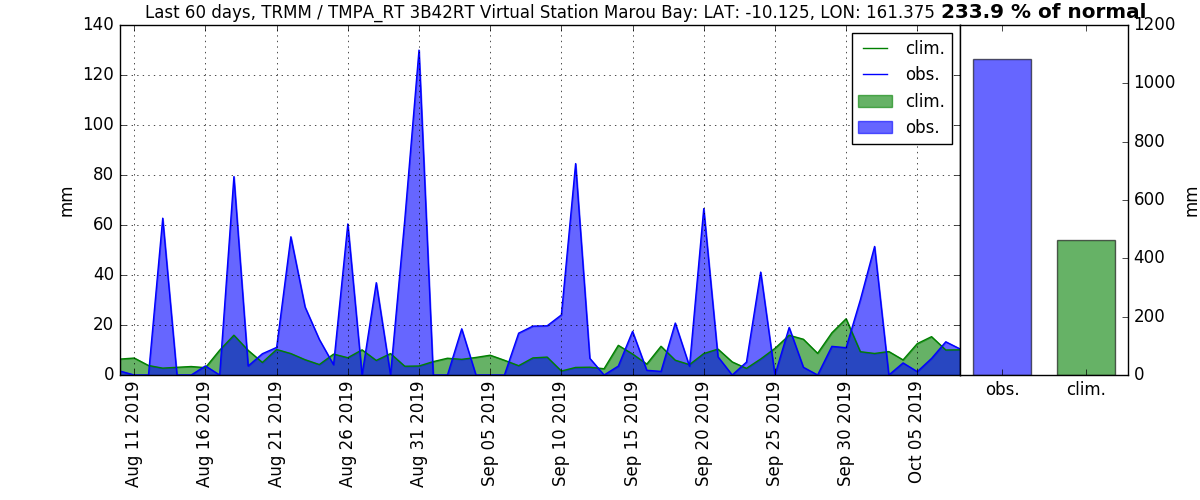 Last 60 days, TRMM / TMPA_RT 3B42RT Virtual Station Marou Bay: LAT: -10.125, LON: 161.375 233.9 % of normal
140
120
100
80
60
40
20
0
mm
clim.
obs.
clim.
obs.
1200
1000
800
600
400
200
0
mm
Aug 11 2019
Aug 16 2019
Aug 21 2019
Aug 26 2019
Aug 31 2019
Sep 05 2019
Sep 10 2019
Sep 15 2019
Sep 20 2019
Sep 25 2019
Sep 30 2019
Oct 05 2019
obs.
clim.